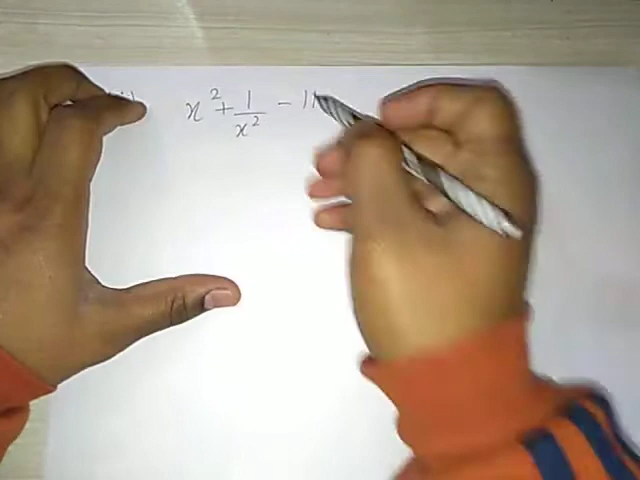 x² + 1/x² - 11